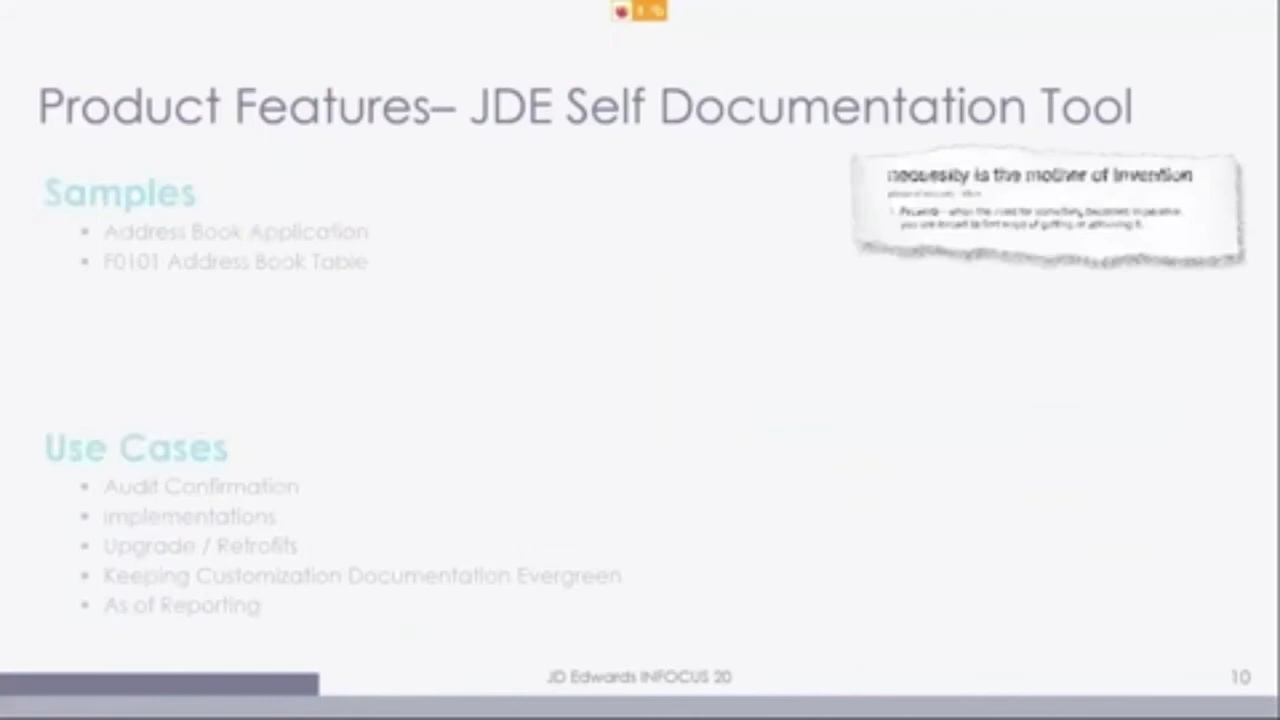 Product Features– JDE Self Documentation Tool
necessity is the mother of invention
Samples
• Address Book Application
• F0101 Address Book Table
Use Cases
• Audit Confirmation
• implementations
• Upgrade / Retrofits
• Keeping Customization Documentation Evergreen
• As of Reporting
JD Edwards INFOCUS 20
10